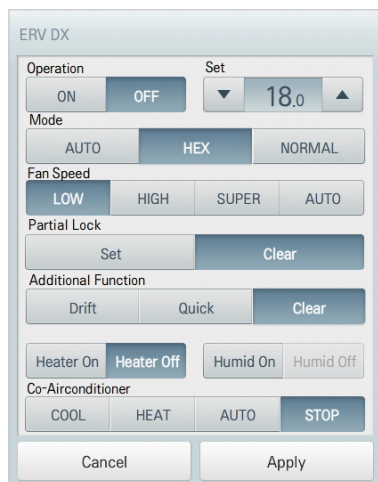 ERV DX
Operation Set
ON OFF ▼ 18.0 ▲
Mode
AUTO HEX NORMAL
Fan Speed
LOW HIGH SUPER AUTO
Partial Lock
Set Clear
Additional Function
Drift Quick Clear
Heater On Heater Off Humid On Humid Off
Co-Airconditioner
COOL HEAT AUTO STOP
Cancel Apply